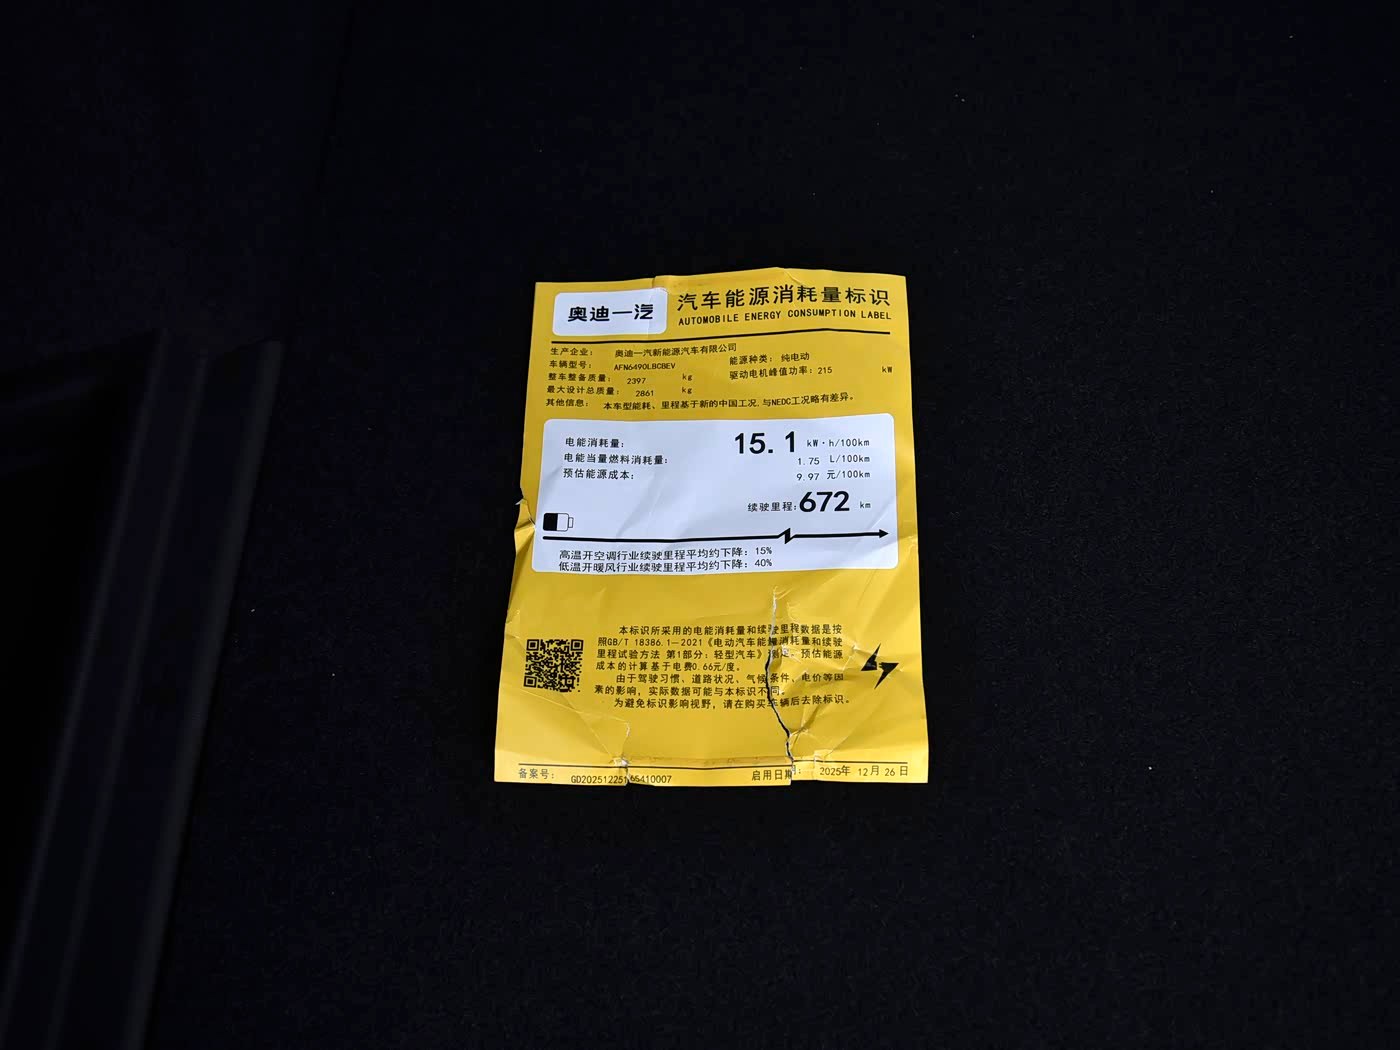 奥迪一汽
汽车能源消耗量标识
AUTOMOBILE ENERGY CONSUMPTION LABEL
生产企业： 奥迪一汽新能源汽车有限公司
车辆型号： AFN6490LBCBEV 能源种类： 纯电动
整车整备质量： 2397 kg 驱动电机峰值功率：215 kW
最大设计总质量： 2861 kg
其他信息： 本车型能耗、里程基于新的中国工况,与NEDC工况略有差异。
电能消耗量： 15.1 kW·h/100km
电能当量燃料消耗量： 1.75 L/100km
预估能源成本： 9.97 元/100km
续驶里程：672 km
高温开空调行业续驶里程平均约下降：15%
低温开暖风行业续驶里程平均约下降：40%
本标识所采用的电能消耗量和续驶里程数据是按
照GB/T 18386.1—2021《电动汽车能源消耗量和续驶
里程试验方法 第1部分：轻型汽车》测定。预估能源
成本的计算基于电费0.66元/度。
由于驾驶习惯、道路状况、气候条件、电价等因
素的影响，实际数据可能与本标识不同。
为避免标识影响视野，请在购买车辆后去除标识。
备案号： GD20251225165410007 启用日期： 2025年 12月 26日